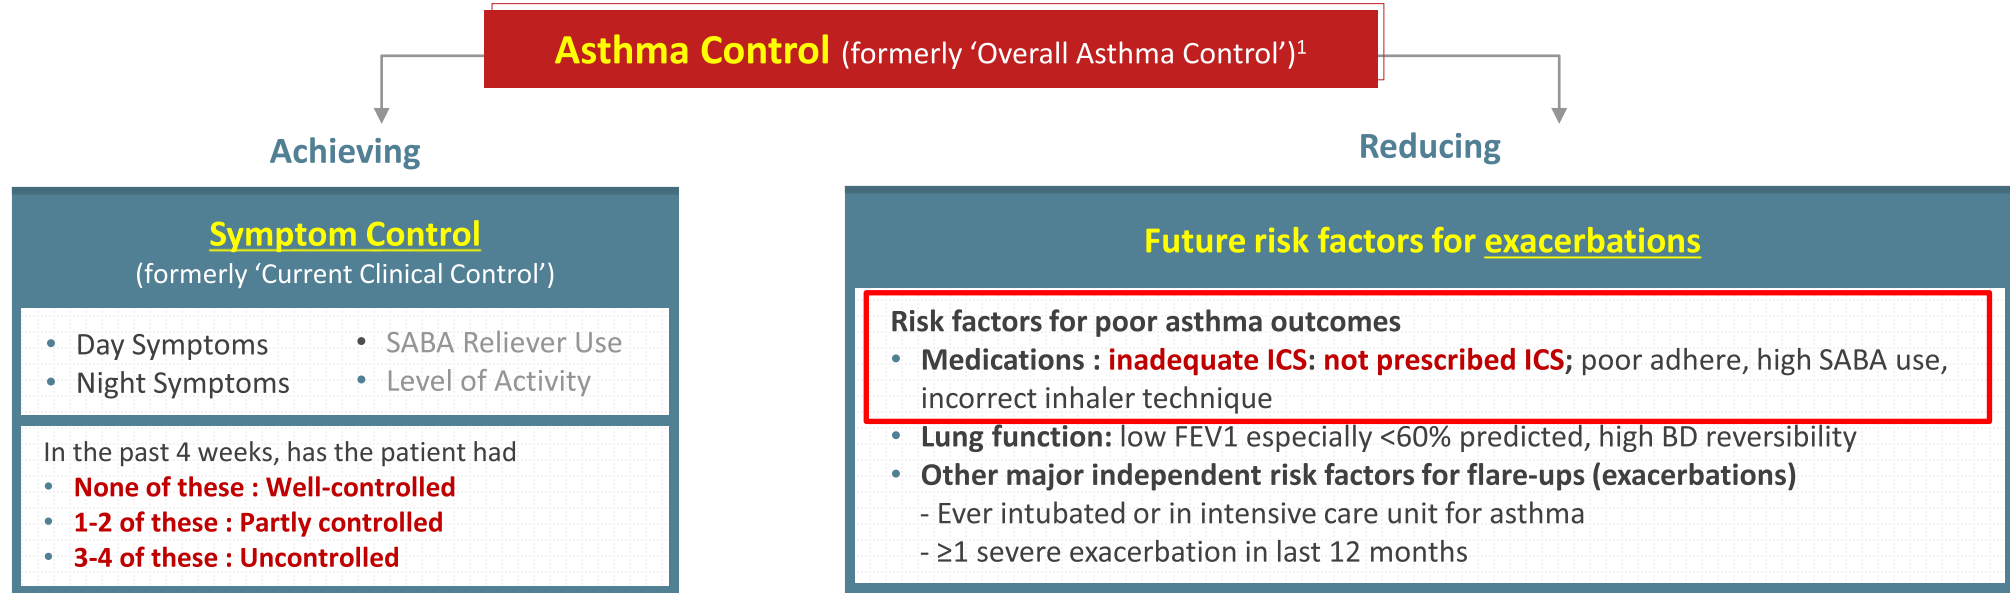 Asthma Control (formerly ‘Overall Asthma Control’)¹
Achieving
Symptom Control
(formerly ‘Current Clinical Control’)
• Day Symptoms
• Night Symptoms
• SABA Reliever Use
• Level of Activity
In the past 4 weeks, has the patient had
• None of these : Well-controlled
• 1-2 of these : Partly controlled
• 3-4 of these : Uncontrolled
Reducing
Future risk factors for exacerbations
Risk factors for poor asthma outcomes
• Medications : inadequate ICS: not prescribed ICS; poor adhere, high SABA use,
incorrect inhaler technique
• Lung function: low FEV1 especially <60% predicted, high BD reversibility
• Other major independent risk factors for flare-ups (exacerbations)
- Ever intubated or in intensive care unit for asthma
- ≥1 severe exacerbation in last 12 months